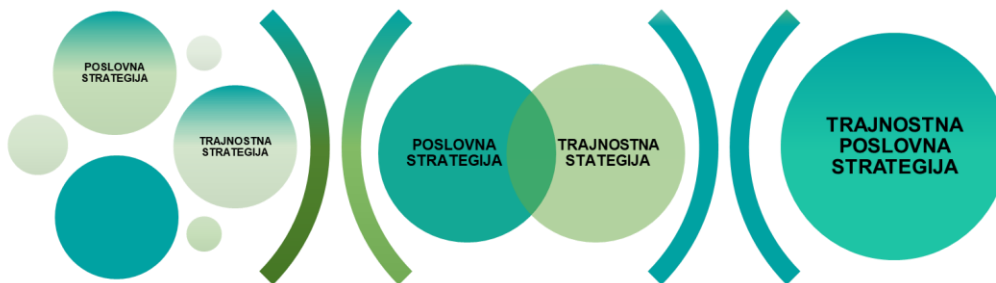 POSLOVNA
STRATEGIJA
TRAJNOSTNA
STRATEGIJA
POSLOVNA
STRATEGIJA
TRAJNOSTNA
STATEGIJA
TRAJNOSTNA
POSLOVNA
STRATEGIJA